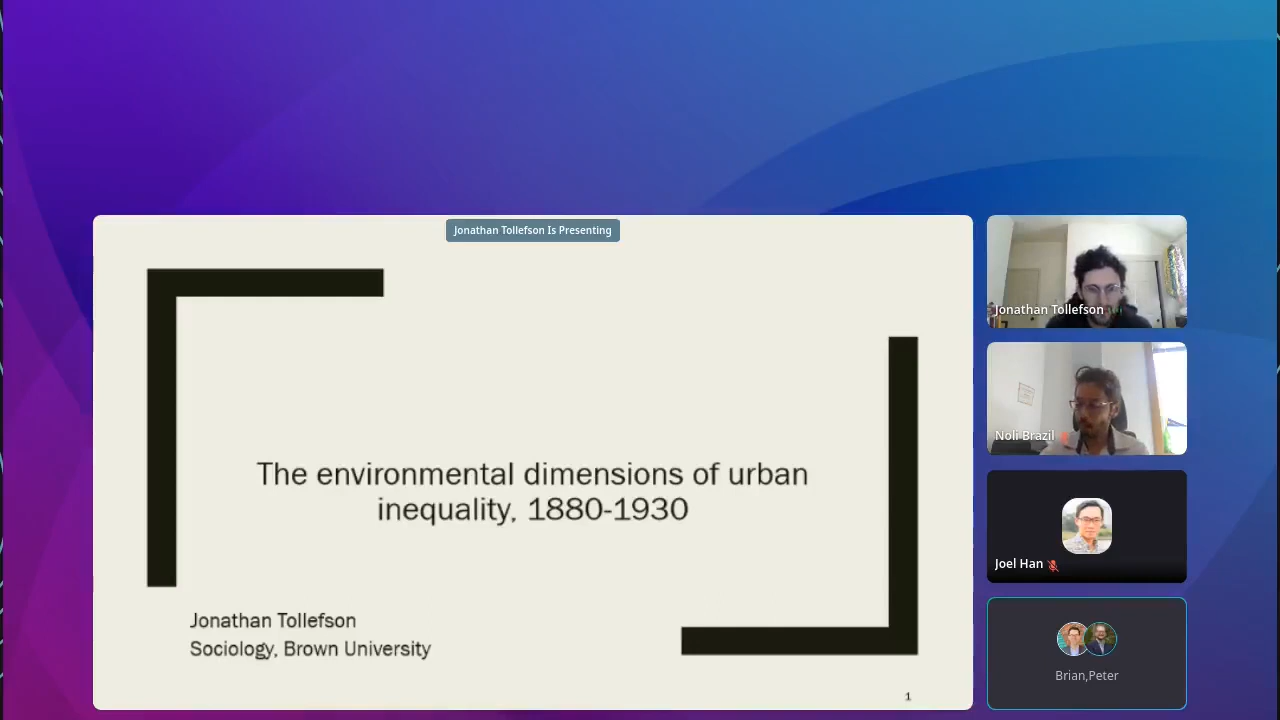 Jonathan Tollefson Is Presenting
The environmental dimensions of urban
inequality, 1880-1930
Jonathan Tollefson
Sociology, Brown University
1
Jonathan Tollefson
Noli Brazil
Joel Han
Brian,Peter